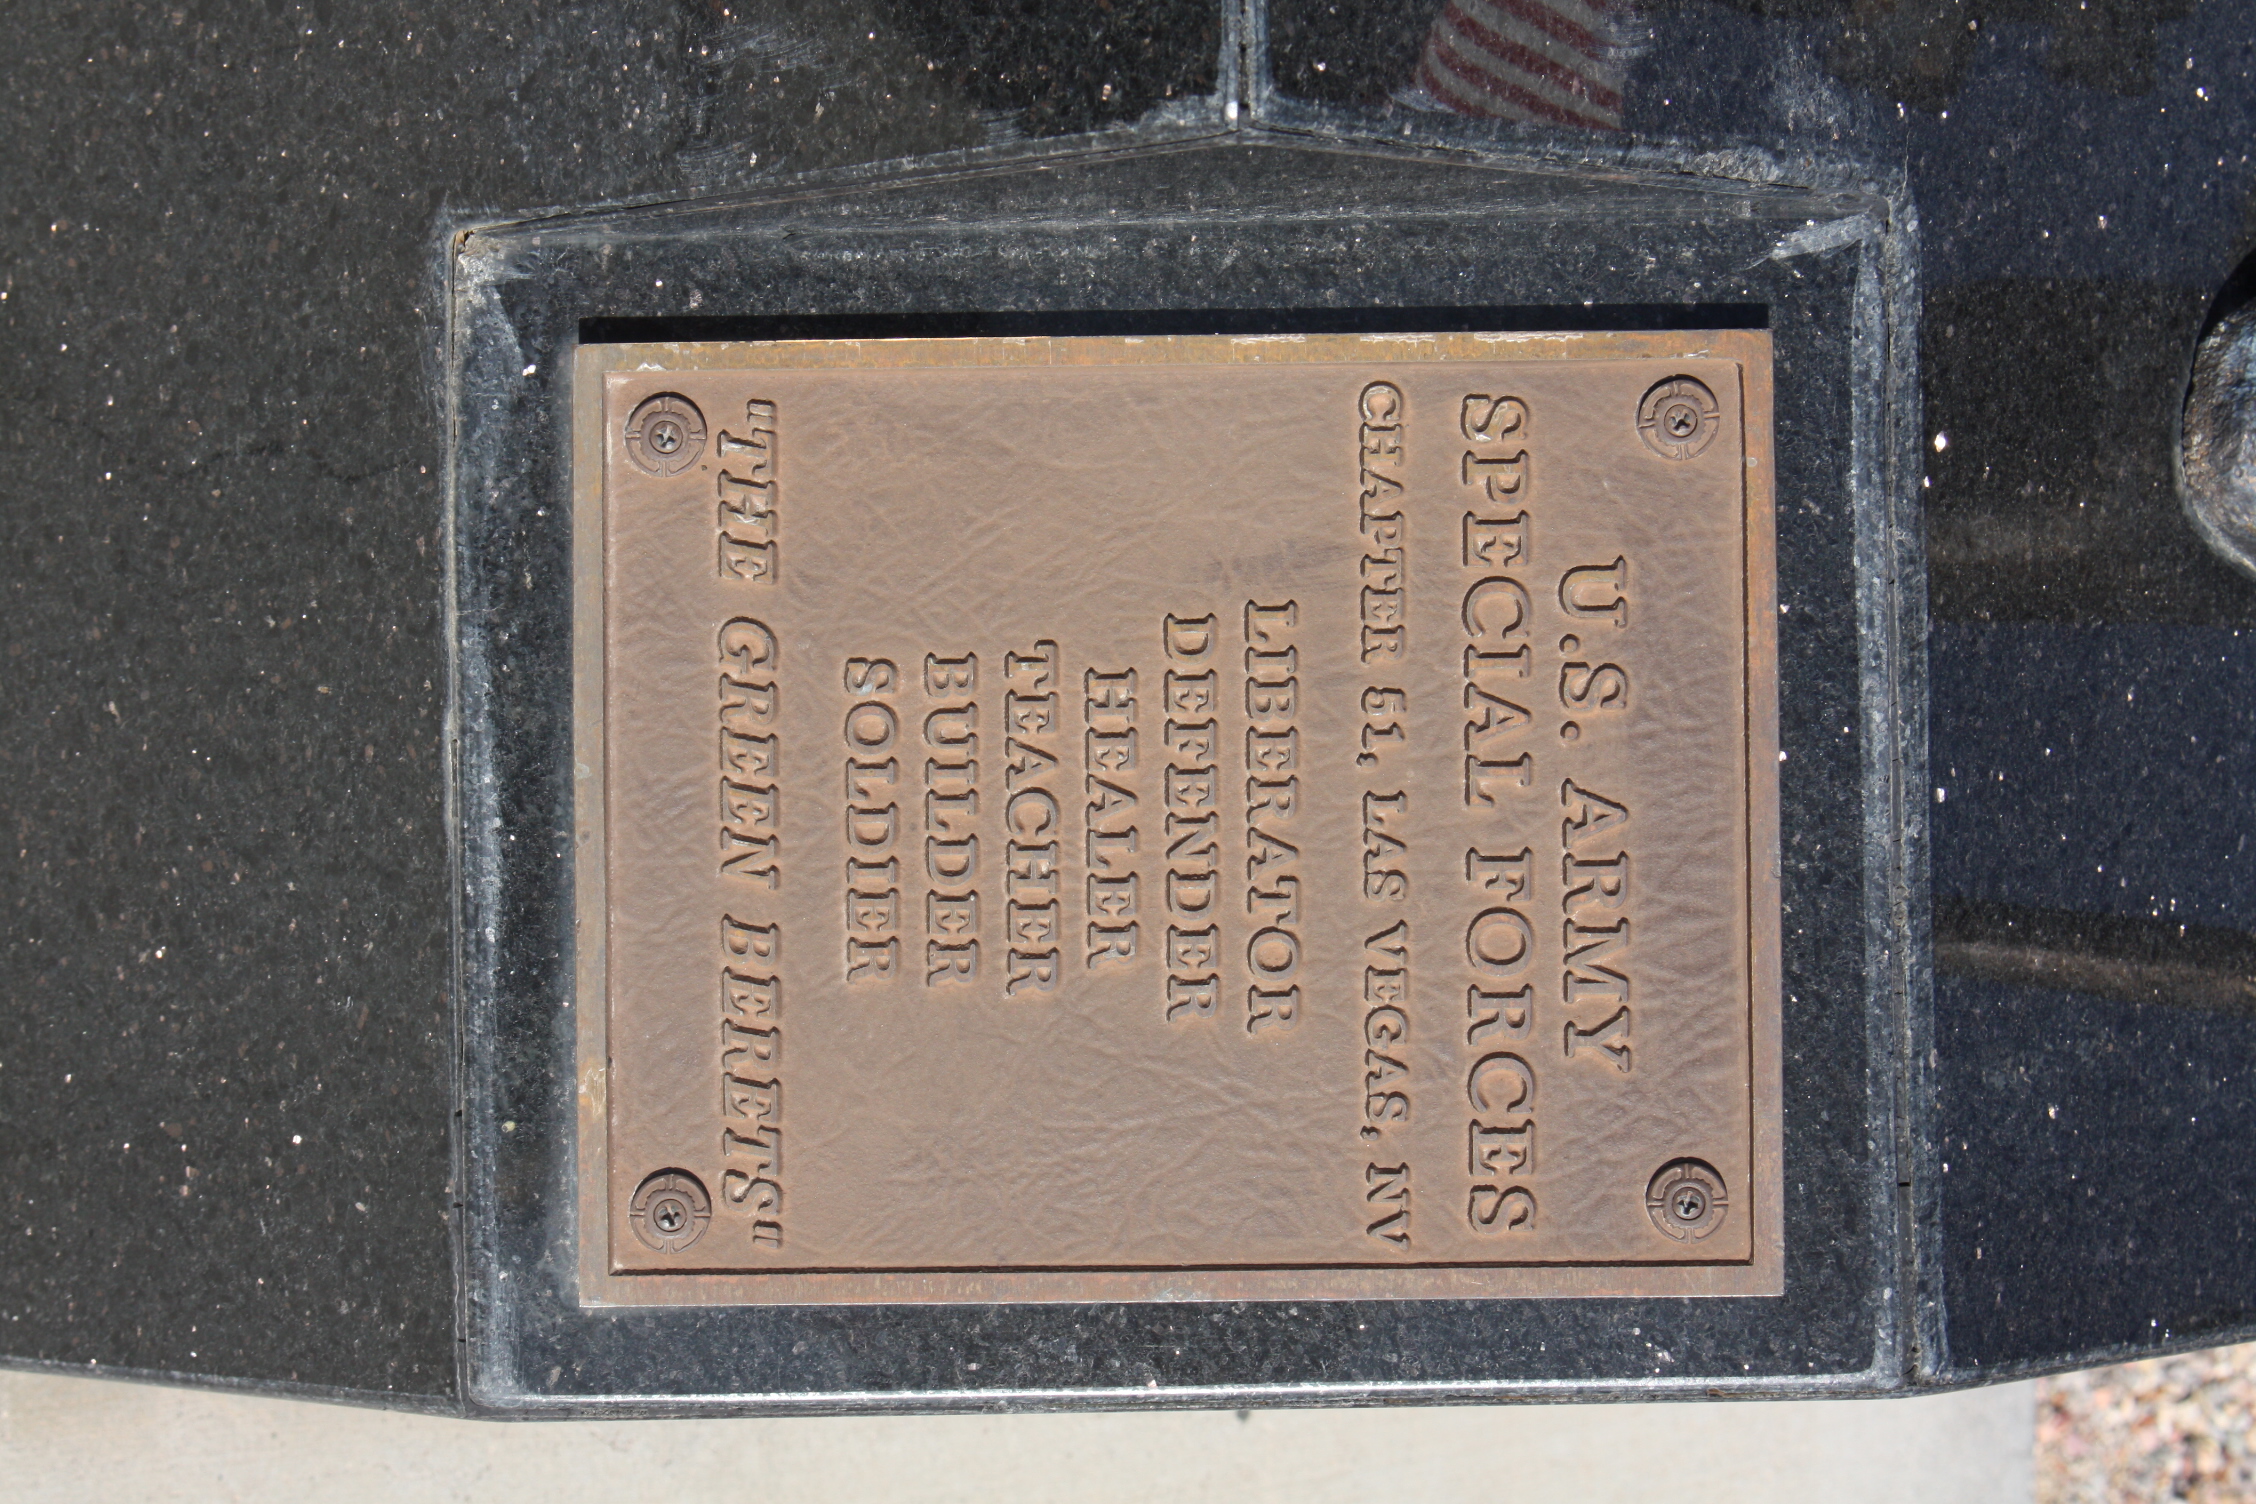 U.S. ARMY
SPECIAL FORCES
CHAPTER 51, LAS VEGAS, NV
LIBERATOR
DEFENDER
HEALER
TEACHER
BUILDER
SOLDIER
"THE GREEN BERETS"